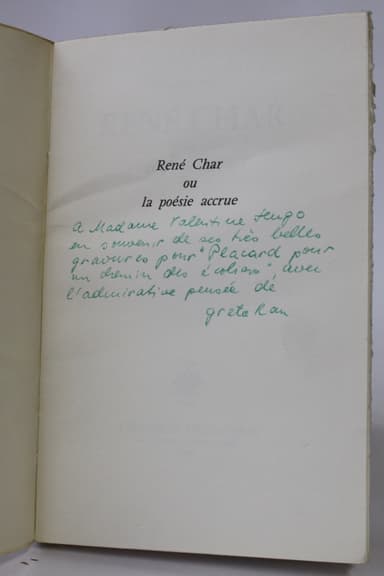 René Char
ou
la poésie accrue
A Madame Valentine Hugo
en souvenir de ses très belles
gravures pour "Placard pour
un chemin des écoliers", avec
l'admirative pensée de
greta Rau